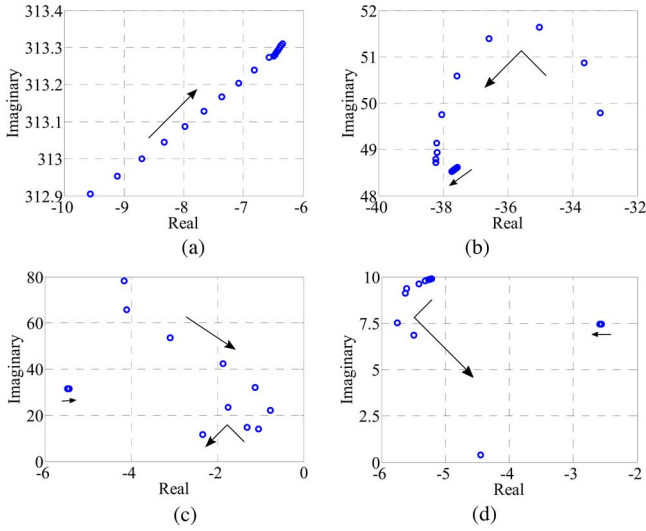 313.4
313.3
313.2
313.1
313
312.9
Imaginary
-10 -9 -8 -7 -6
Real
(a)
52
51
50
49
48
Imaginary
-40 -38 -36 -34 -32
Real
(b)
80
60
40
20
0
Imaginary
-6 -4 -2 0
Real
(c)
10
7.5
5
2.5
0
Imaginary
-6 -5 -4 -3 -2
Real
(d)